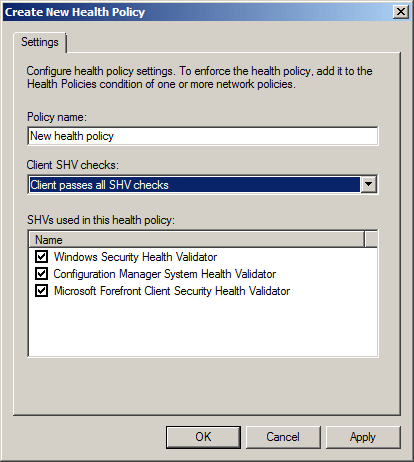 Create New Health Policy
Settings
Configure health policy settings. To enforce the health policy, add it to the
Health Policies condition of one or more network policies.
Policy name:
New health policy
Client SHV checks:
Client passes all SHV checks
SHVs used in this health policy:
Name
Windows Security Health Validator
Configuration Manager System Health Validator
Microsoft Forefront Client Security Health Validator
OK
Cancel
Apply